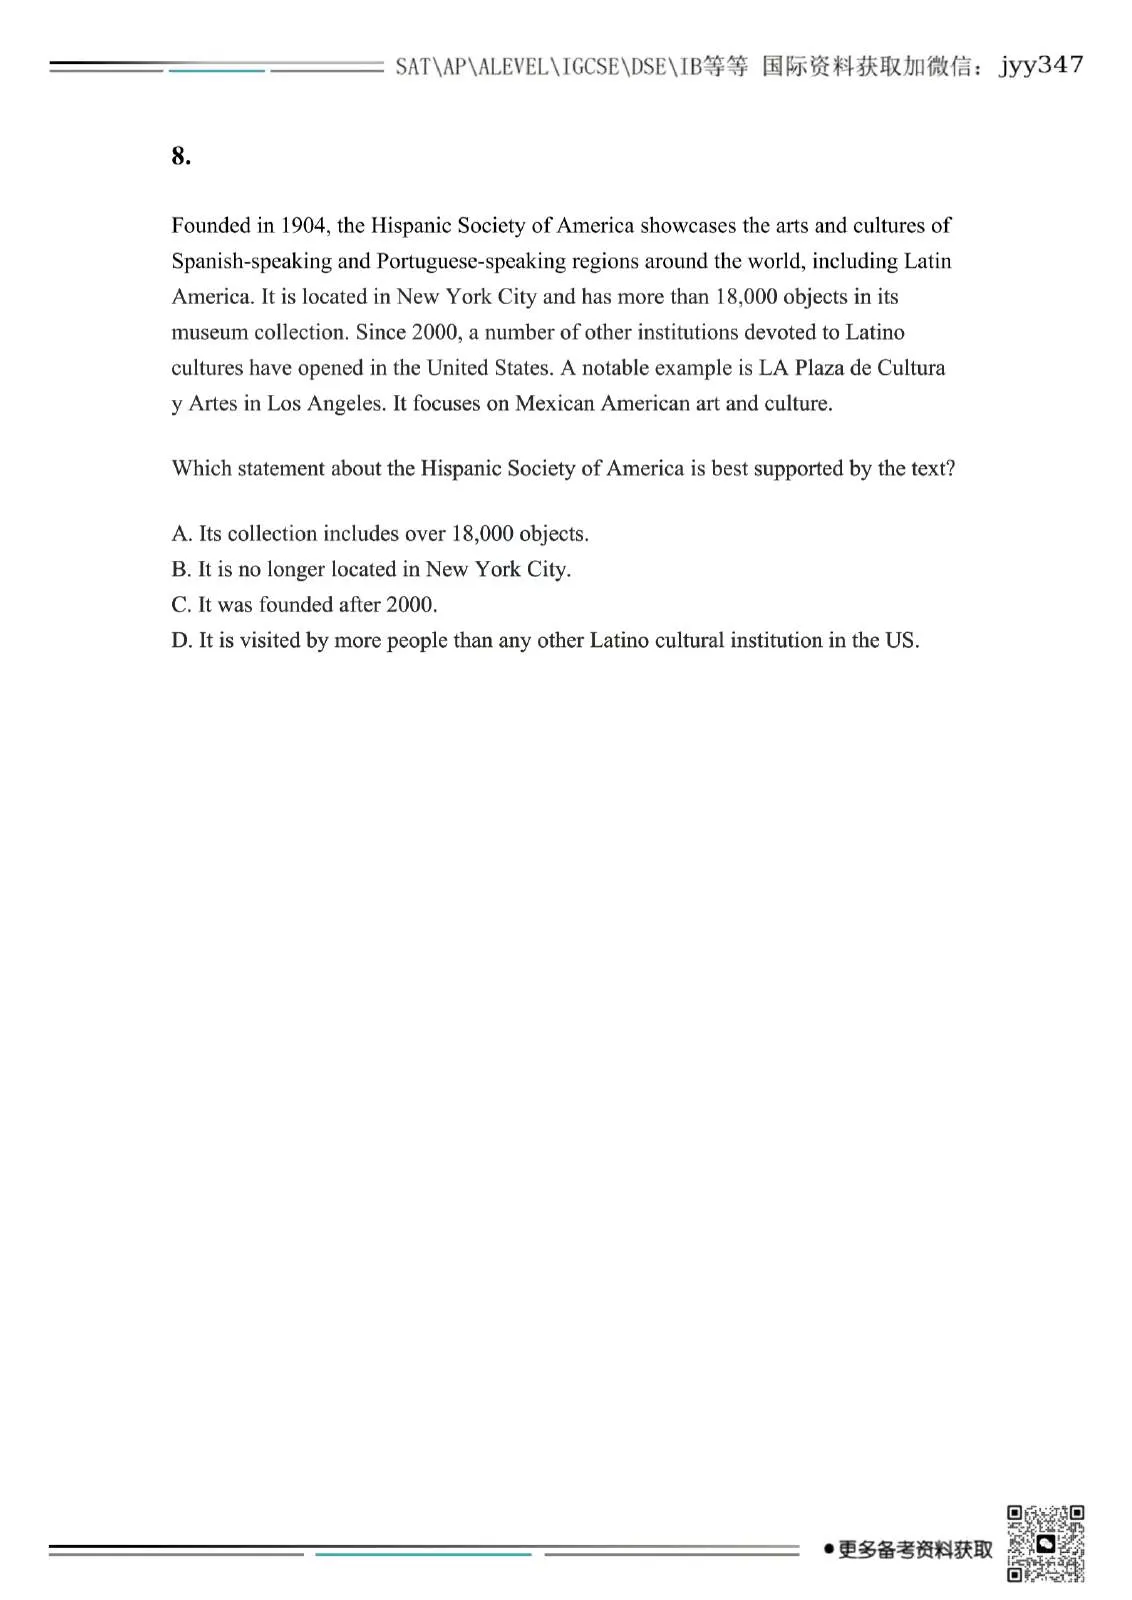 SAT\AP\ALEVEL\IGCSE\DSE\IB等等 国际资料获取加微信： jyy347
8.
Founded in 1904, the Hispanic Society of America showcases the arts and cultures of
Spanish-speaking and Portuguese-speaking regions around the world, including Latin
America. It is located in New York City and has more than 18,000 objects in its
museum collection. Since 2000, a number of other institutions devoted to Latino
cultures have opened in the United States. A notable example is LA Plaza de Cultura
y Artes in Los Angeles. It focuses on Mexican American art and culture.
Which statement about the Hispanic Society of America is best supported by the text?
A. Its collection includes over 18,000 objects.
B. It is no longer located in New York City.
C. It was founded after 2000.
D. It is visited by more people than any other Latino cultural institution in the US.
●更多备考资料获取